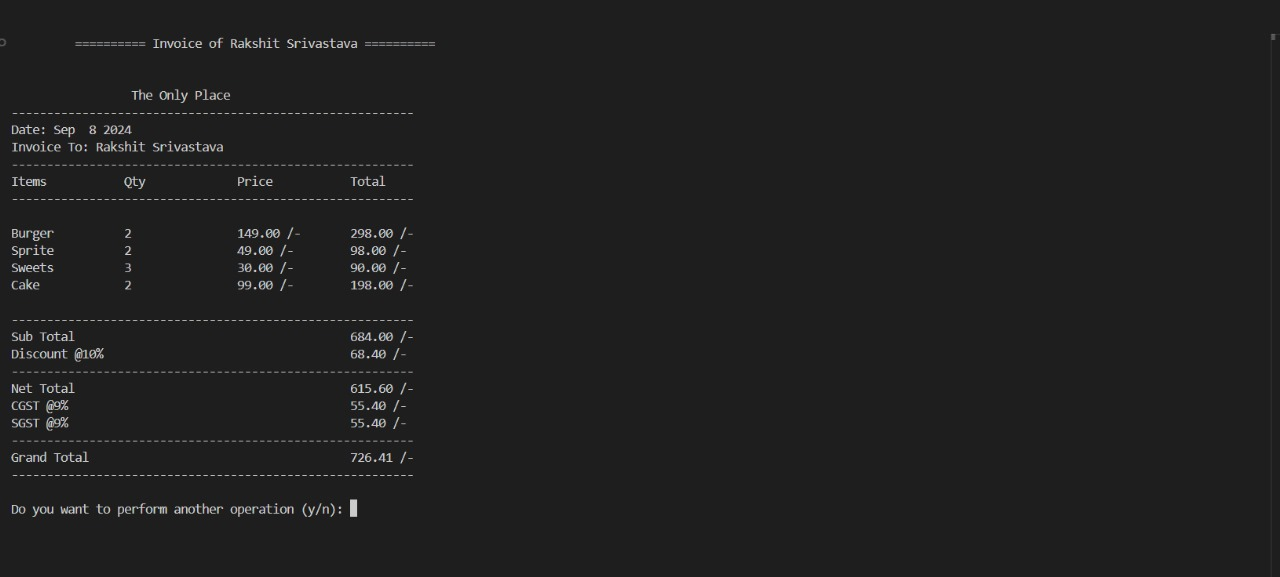 ========== Invoice of Rakshit Srivastava ==========
The Only Place
---------------------------------------------------------
Date: Sep  8 2024
Invoice To: Rakshit Srivastava
---------------------------------------------------------
Items           Qty             Price           Total
---------------------------------------------------------
Burger          2               149.00 /-       298.00 /-
Sprite          2               49.00 /-        98.00 /-
Sweets          3               30.00 /-        90.00 /-
Cake            2               99.00 /-        198.00 /-
---------------------------------------------------------
Sub Total                                       684.00 /-
Discount @10%                                   68.40 /-
---------------------------------------------------------
Net Total                                       615.60 /-
CGST @9%                                        55.40 /-
SGST @9%                                        55.40 /-
---------------------------------------------------------
Grand Total                                     726.41 /-
---------------------------------------------------------
Do you want to perform another operation (y/n):